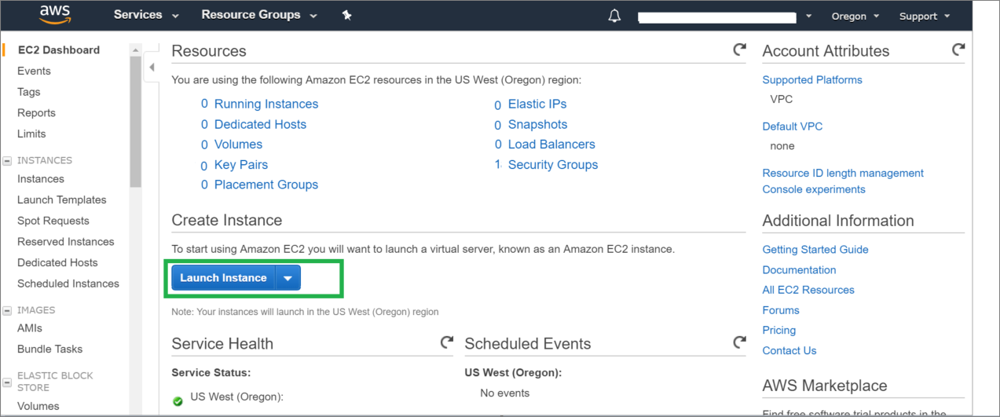 aws Services Resource Groups Oregon Support
EC2 Dashboard
Events
Tags
Reports
Limits
INSTANCES
Instances
Launch Templates
Spot Requests
Reserved Instances
Dedicated Hosts
Scheduled Instances
IMAGES
AMIs
Bundle Tasks
ELASTIC BLOCK
STORE
Volumes
Resources
You are using the following Amazon EC2 resources in the US West (Oregon) region:
0 Running Instances
0 Dedicated Hosts
0 Volumes
0 Key Pairs
0 Placement Groups
0 Elastic IPs
0 Snapshots
0 Load Balancers
1 Security Groups
Create Instance
To start using Amazon EC2 you will want to launch a virtual server, known as an Amazon EC2 instance.
Launch Instance
Note: Your instances will launch in the US West (Oregon) region
Service Health
Service Status:
US West (Oregon):
Scheduled Events
US West (Oregon):
No events
Account Attributes
Supported Platforms
VPC
Default VPC
none
Resource ID length management
Console experiments
Additional Information
Getting Started Guide
Documentation
All EC2 Resources
Forums
Pricing
Contact Us
AWS Marketplace
Find free software trial products in the